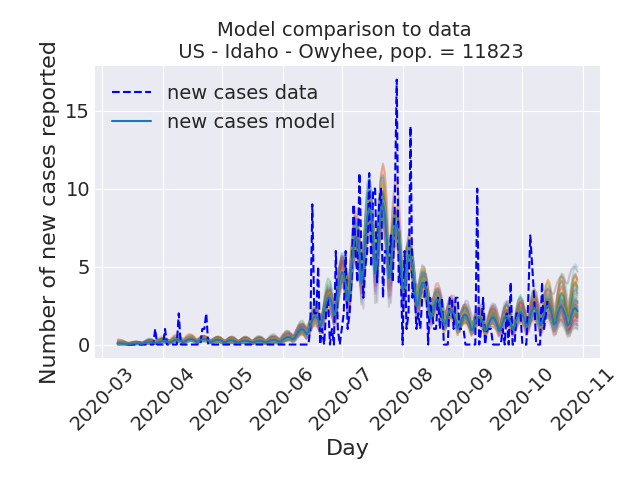 Model comparison to data
US - Idaho - Owyhee, pop. = 11823
new cases data
new cases model
Number of new cases reported
15
10
5
0
2020-03
2020-04
2020-05
2020-06
2020-07
2020-08
2020-09
2020-10
2020-11
Day